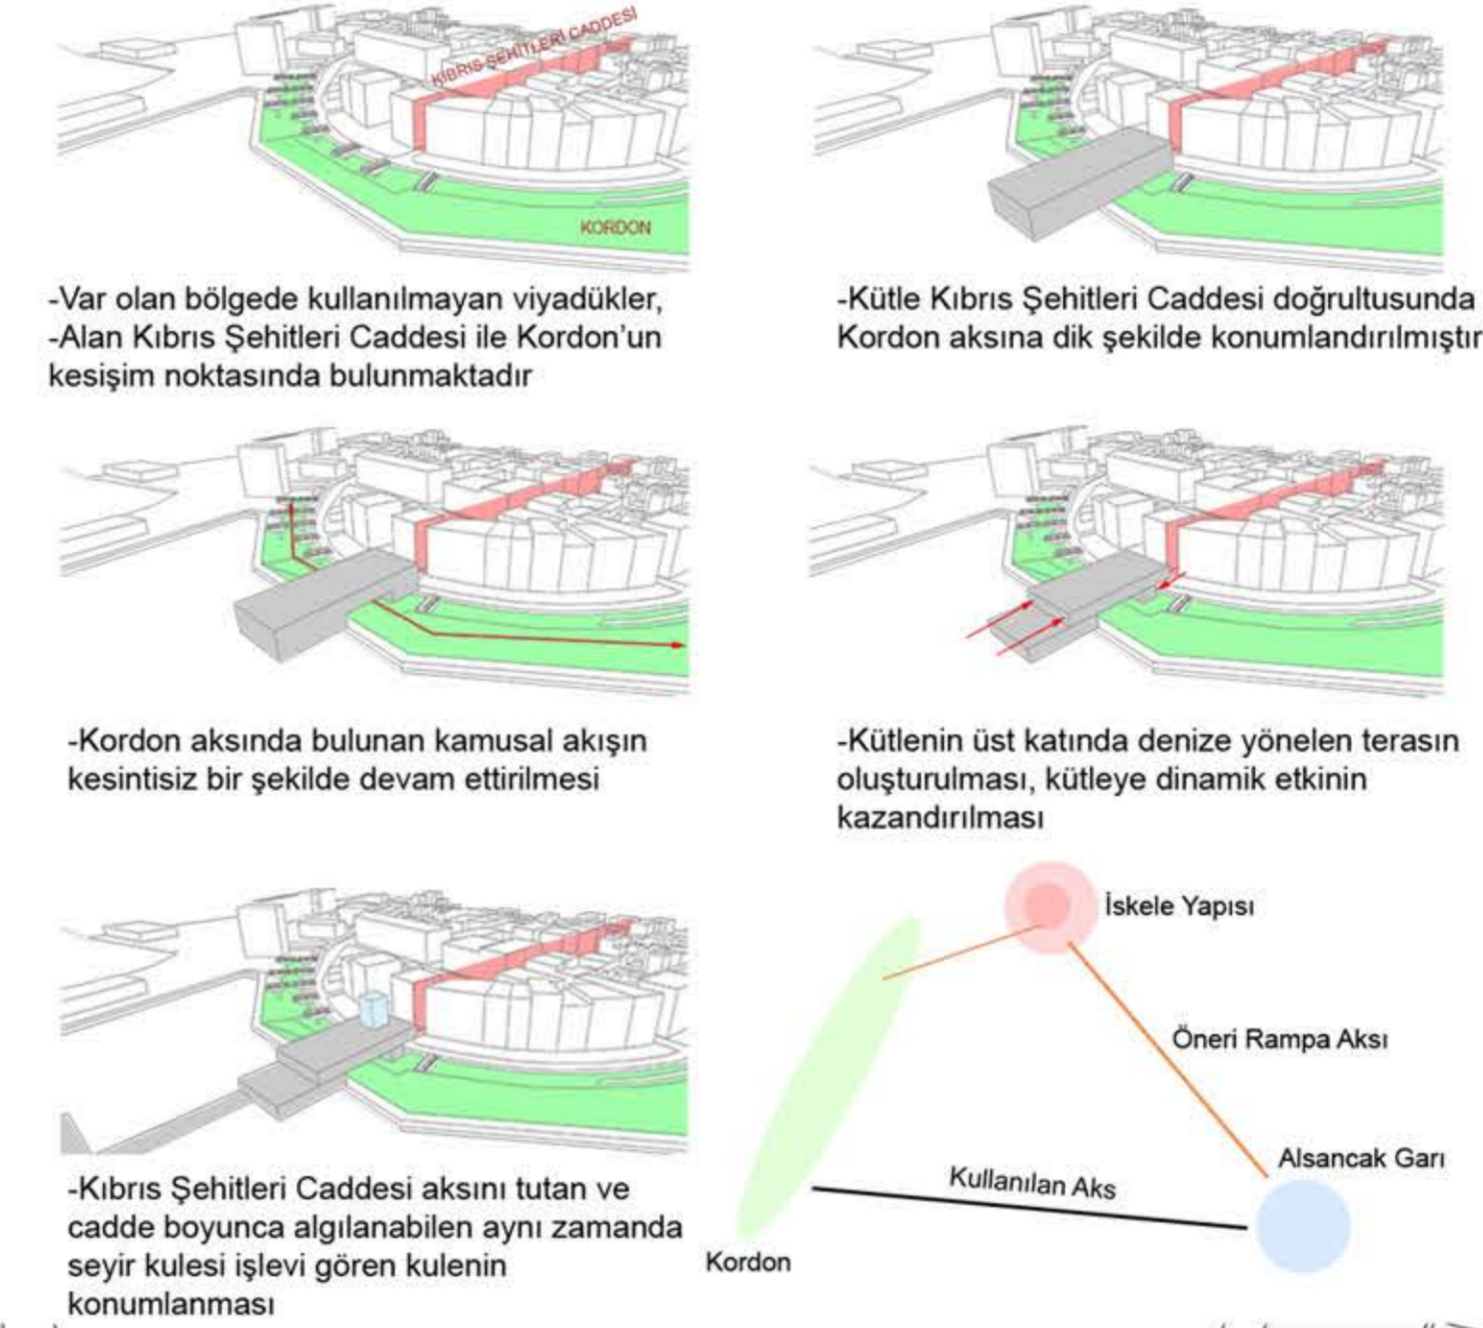 KIBRIS ŞEHİTLERİ CADDESİ
KORDON
-Var olan bölgede kullanılmayan viyadükler,
-Alan Kıbrıs Şehitleri Caddesi ile Kordon'un
kesişim noktasında bulunmaktadır
-Kütle Kıbrıs Şehitleri Caddesi doğrultusunda
Kordon aksına dik şekilde konumlandırılmıştır
-Kordon aksında bulunan kamusal akışın
kesintisiz bir şekilde devam ettirilmesi
-Kütlenin üst katında denize yönelen terasın
oluşturulması, kütleye dinamik etkinin
kazandırılması
-Kıbrıs Şehitleri Caddesi aksını tutan ve
cadde boyunca algılanabilen aynı zamanda
seyir kulesi işlevi gören kulenin
konumlanması
İskele Yapısı
Öneri Rampa Aksı
Alsancak Garı
Kullanılan Aks
Kordon